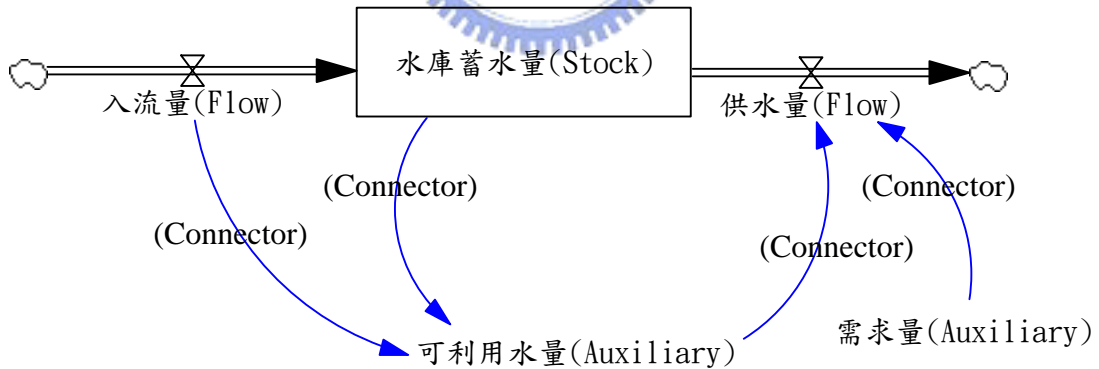 水庫蓄水量(Stock)
入流量(Flow)
供水量(Flow)
(Connector)
(Connector)
(Connector)
(Connector)
需求量(Auxiliary)
可利用水量(Auxiliary)